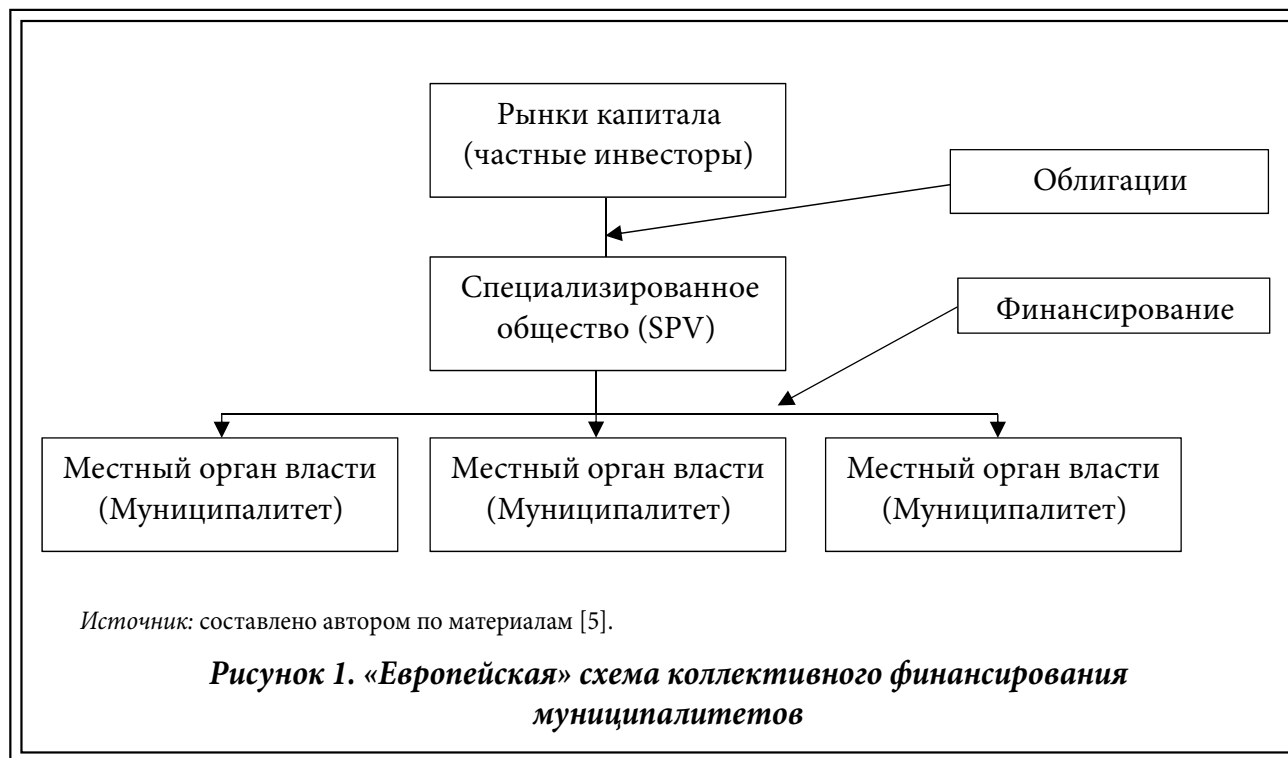 Рынки капитала
(частные инвесторы)
Облигации
Специализированное
общество (SPV)
Финансирование
Местный орган власти
(Муниципалитет)
Местный орган власти
(Муниципалитет)
Местный орган власти
(Муниципалитет)
Источник: составлено автором по материалам [5].
Рисунок 1. «Европейская» схема коллективного финансирования
муниципалитетов